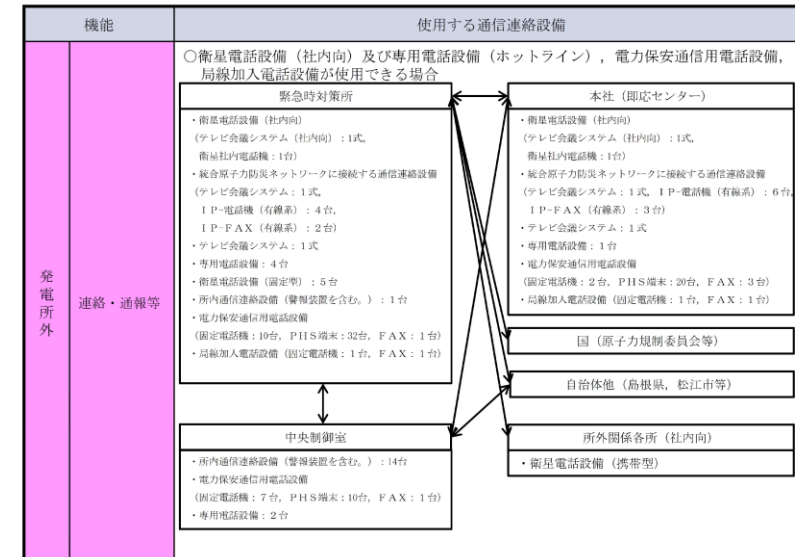 機能
使用する通信連絡設備
発電所外
連絡・通報等
○衛星電話設備（社内向）及び専用電話設備（ホットライン），電力保安通信用電話設備，
局線加入電話設備が使用できる場合
緊急時対策所
・衛星電話設備（社内向）
（テレビ会議システム（社内向）：1式，
衛星社内電話機：1台）
・統合原子力防災ネットワークに接続する通信連絡設備
（テレビ会議システム：１式，
ＩＰ-電話機（有線系）：４台，
ＩＰ-ＦＡＸ（有線系）：２台）
・テレビ会議システム：１式
・専用電話設備：４台
・衛星電話設備（固定型）：５台
・所内通信連絡設備（警報装置を含む。）：１台
・電力保安通信用電話設備
（固定電話機：10台，ＰＨＳ端末：32台，ＦＡＸ：１台）
・局線加入電話設備（固定電話機：１台，ＦＡＸ：１台）
本社（即応センター）
・衛星電話設備（社内向）
（テレビ会議システム（社内向）：1式，
衛星社内電話機：1台）
・統合原子力防災ネットワークに接続する通信連絡設備
（テレビ会議システム：１式，ＩＰ-電話機（有線系）：６台，
ＩＰ-ＦＡＸ（有線系）：３台）
・テレビ会議システム：１式
・専用電話設備：１台
・電力保安通信用電話設備
（固定電話機：２台，ＰＨＳ端末：20台，ＦＡＸ：３台）
・局線加入電話設備（固定電話機：１台，ＦＡＸ：１台）
国（原子力規制委員会等）
自治体他（島根県，松江市等）
中央制御室
・所内通信連絡設備（警報装置を含む。）：14台
・電力保安通信用電話設備
（固定電話機：７台，ＰＨＳ端末：10台，ＦＡＸ：１台）
・専用電話設備：２台
所外関係各所（社内向）
・衛星電話設備（携帯型）